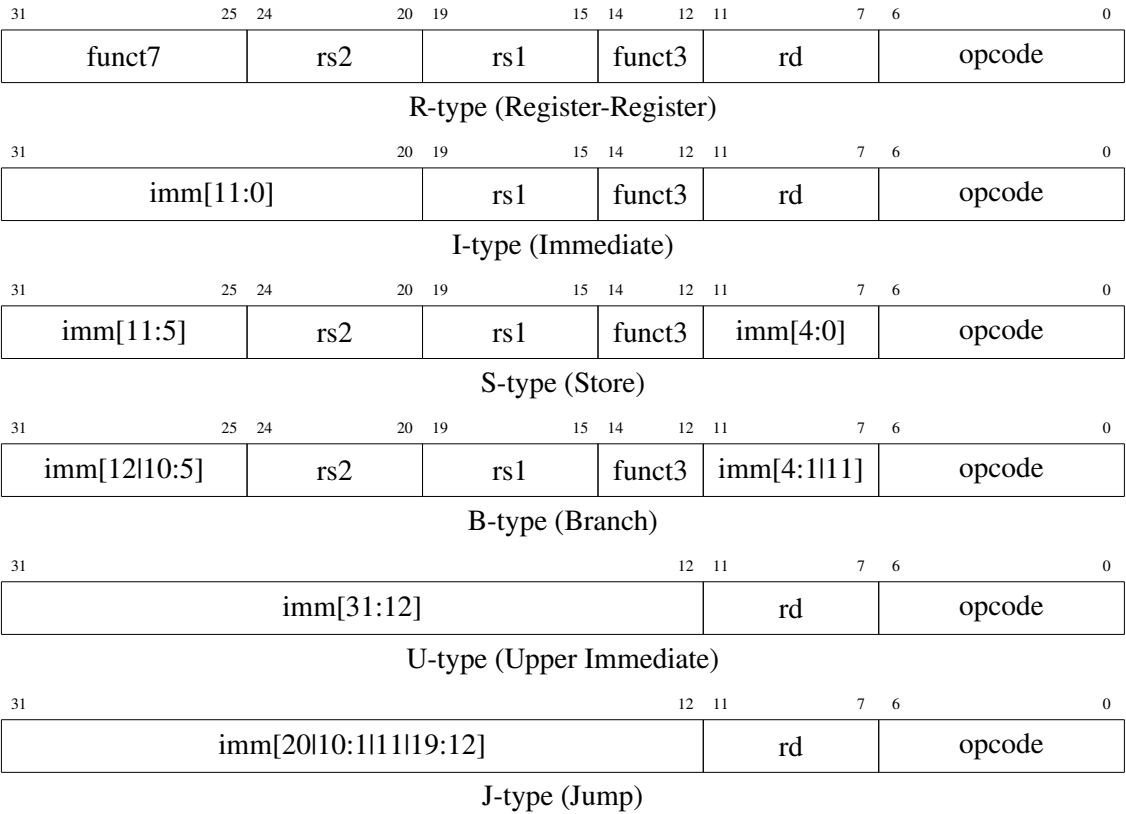 31 25 24 20 19 15 14 12 11 7 6 0
funct7 rs2 rs1 funct3 rd opcode
R-type (Register-Register)
31 20 19 15 14 12 11 7 6 0
imm[11:0] rs1 funct3 rd opcode
I-type (Immediate)
31 25 24 20 19 15 14 12 11 7 6 0
imm[11:5] rs2 rs1 funct3 imm[4:0] opcode
S-type (Store)
31 25 24 20 19 15 14 12 11 7 6 0
imm[12|10:5] rs2 rs1 funct3 imm[4:1|11] opcode
B-type (Branch)
31 12 11 7 6 0
imm[31:12] rd opcode
U-type (Upper Immediate)
31 12 11 7 6 0
imm[20|10:1|11|19:12] rd opcode
J-type (Jump)